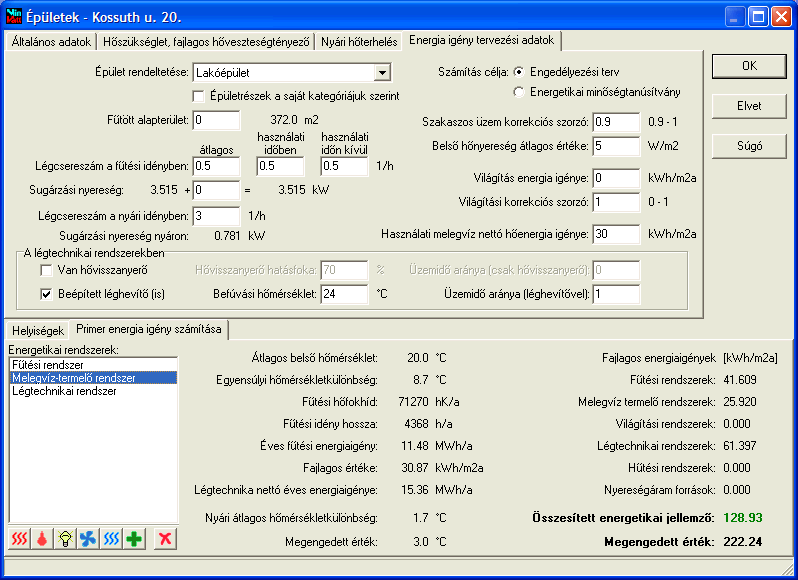 Épületek - Kossuth u. 20.
Általános adatok Hőszükséglet, fajlagos hőveszteségtényező Nyári hőterhelés Energia igény tervezési adatok
Épület rendeltetése: Lakóépület Számítás célja: Engedélyezési terv OK
Épületrészek a saját kategóriájuk szerint Energetikai minőségtanúsítvány
Elvet
Fűtött alapterület: 0 372.0 m2 Szakaszos üzem korrekciós szorzó: 0.9 0.9 - 1
átlagos használati időben használati időn kívül
Belső hőnyereség átlagos értéke: 5 W/m2 Súgó
Légcsereszám a fűtési idényben: 0.5 0.5 0.5 1/h
Világítás energia igénye: 0 kWh/m2a
Sugárzási nyereség: 3.515 + 0 = 3.515 kW
Világítási korrekciós szorzó: 1 0 - 1
Légcsereszám a nyári idényben: 3 1/h
Sugárzási nyereség nyáron: 0.781 kW Használati melegvíz nettó hőenergia igénye: 30 kWh/m2a
A légtechnikai rendszerekben
Van hővisszanyerő Hővisszanyerő hatásfoka: 70 % Üzemidő aránya (csak hővisszanyerő): 0
Beépített léghevítő (is) Befúvási hőmérséklet: 24 °C Üzemidő aránya (léghevítővel): 1
Helyiségek Primer energia igény számítása
Energetikai rendszerek:
Fűtési rendszer
Melegvíz-termelő rendszer
Légtechnikai rendszer
Átlagos belső hőmérséklet: 20.0 °C Fajlagos energiaigények [kWh/m2a]
Egyensúlyi hőmérsékletkülönbség: 8.7 °C Fűtési rendszerek: 41.609
Fűtési hőfokhíd: 71270 hK/a Melegvíz termelő rendszerek: 25.920
Fűtési idény hossza: 4368 h/a Világítási rendszerek: 0.000
Éves fűtési energiaigény: 11.48 MWh/a Légtechnikai rendszerek: 61.397
Fajlagos értéke: 30.87 kWh/m2a Hűtési rendszerek: 0.000
Légtechnika nettó éves energiaigénye: 15.36 MWh/a Nyereségáram források: 0.000
Nyári átlagos hőmérsékletkülönbség: 1.7 °C Összesített energetikai jellemző: 128.93
Megengedett érték: 3.0 °C Megengedett érték: 222.24